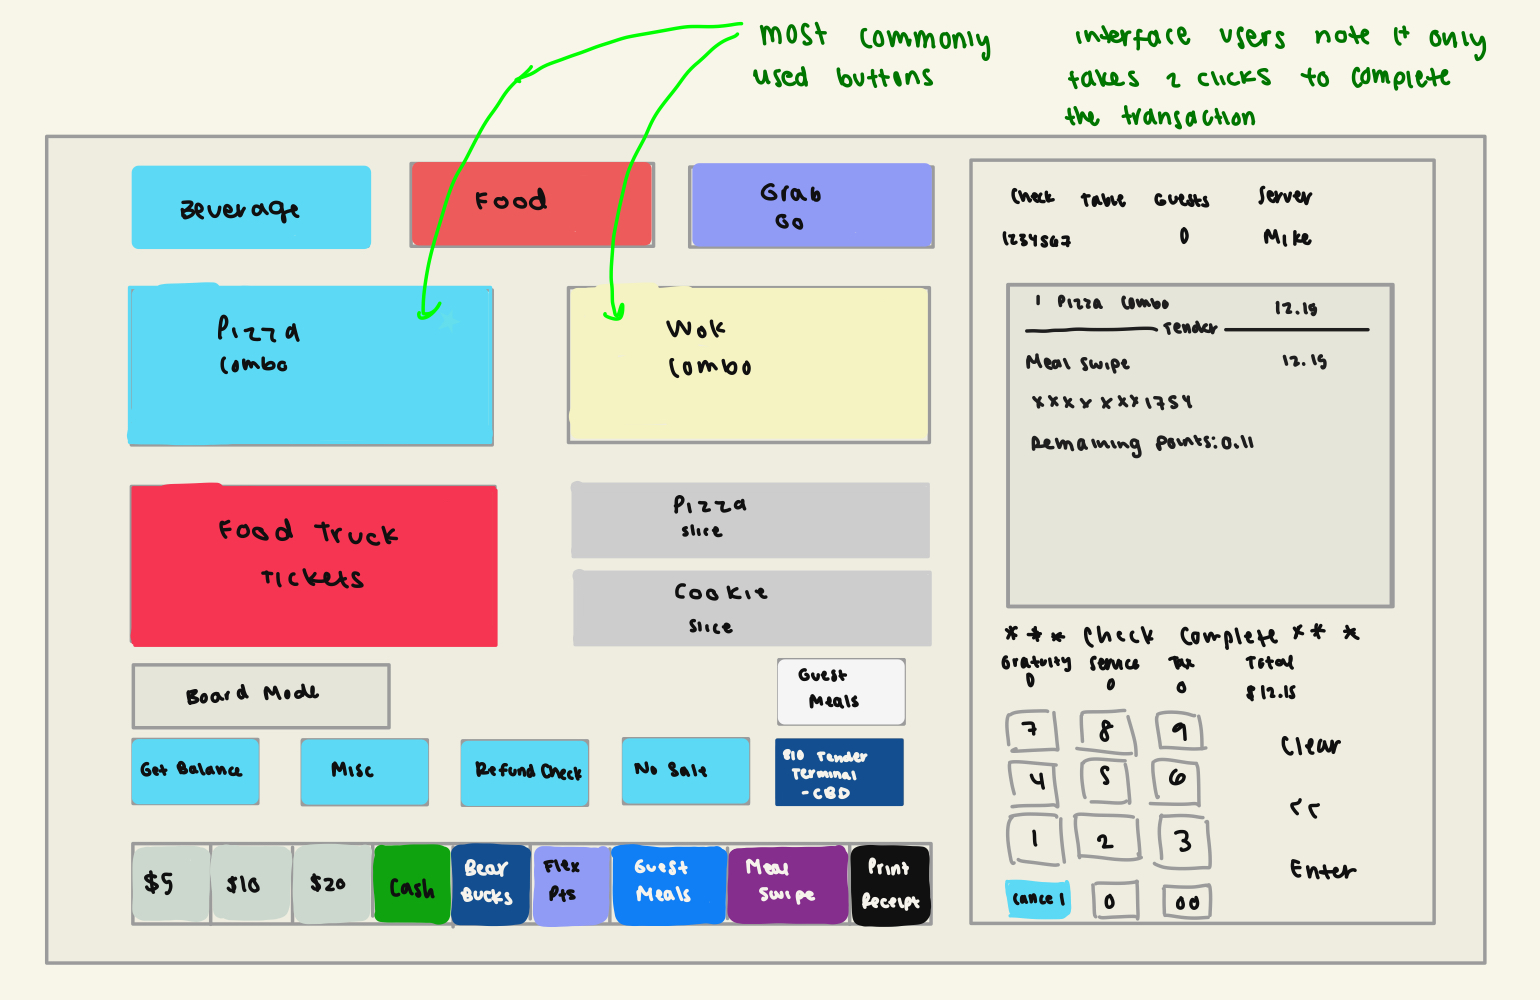 most commonly
used buttons
interface users note it only
takes 2 clicks to complete
the transaction
Beverage
Food
Grab
Go
Pizza
Combo
Wok
Combo
Food Truck
Tickets
Pizza
Slice
Cookie
Slice
Board Mode
Guest
Meals
Get Balance
Misc
Refund Check
No Sale
BIO Tender
Terminal
- CBD
$5
$10
$20
Cash
Bear
Bucks
Flex
Pts
Guest
Meals
Meal
Swipe
Print
Receipt
Check Table Guests Server
1234567 0 Mike
1 Pizza Combo 12.15
Tender
Meal Swipe 12.15
xxxx xxx1754
Remaining Points: 0.11
*** Check Complete ***
Gratuity Service Tax Total
0 0 0 $12.15
7 8 9 Clear
4 5 6 <<
1 2 3 Enter
Cancel 0 00